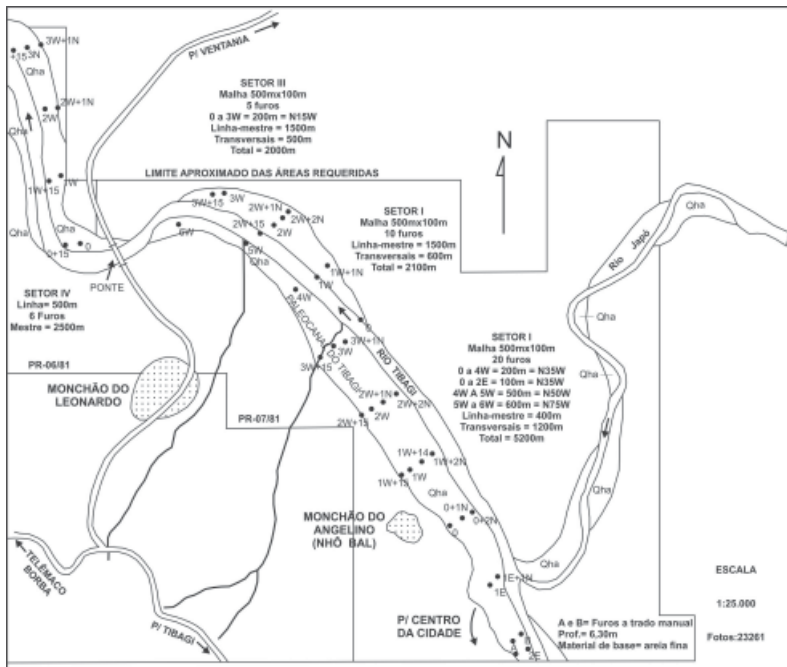 P/ VENTANIA
3W+1N
3N
+15
Qha
2W+1N
2W
Qha
1W
1W+15
Qha
0
0+15
SETOR III
Malha 500mx100m
5 furos
0 a 3W = 200m = N15W
Linha-mestre = 1500m
Transversais = 500m
Total = 2000m
N
LIMITE APROXIMADO DAS ÁREAS REQUERIDAS
3W
3W+15
2W+1N
2W+2N
2W+15
2W
6W
5W
Qha
1W+1N
1W
4W
0
SETOR I
Malha 500mx100m
10 furos
Linha-mestre = 1500m
Transversais = 600m
Total = 2100m
Qha
Rio Japó
Qha
Qha
Qha
Qha
Qha
PONTE
SETOR IV
Linha= 500m
6 Furos
Mestre = 2500m
PALEOCANAL DO TIBAGI
RIO TIBAGI
3W+1N
3W
3W+15
SETOR I
Malha 500mx100m
20 furos
0 a 4W = 200m = N35W
0 a 2E = 100m = N35W
4W A 5W = 500m = N50W
5W a 6W = 600m = N75W
Linha-mestre = 400m
Transversais = 1200m
Total = 5200m
PR-06/81
MONCHÃO DO
LEONARDO
PR-07/81
2W+1N
2W+2N
2W
2W+15
1W+14
1W+2N
1W
1W+15
Qha
0+1N
0+2N
0
MONCHÃO DO
ANGELINO
(NHÔ BAL)
1E+1N
1E
TELÊMACO
BORBA
P/ TIBAGI
P/ CENTRO
DA CIDADE
A
B
2E
A e B= Furos a trado manual
Prof.= 6,30m
Material de base= areia fina
ESCALA
1:25.000
Fotos:23261